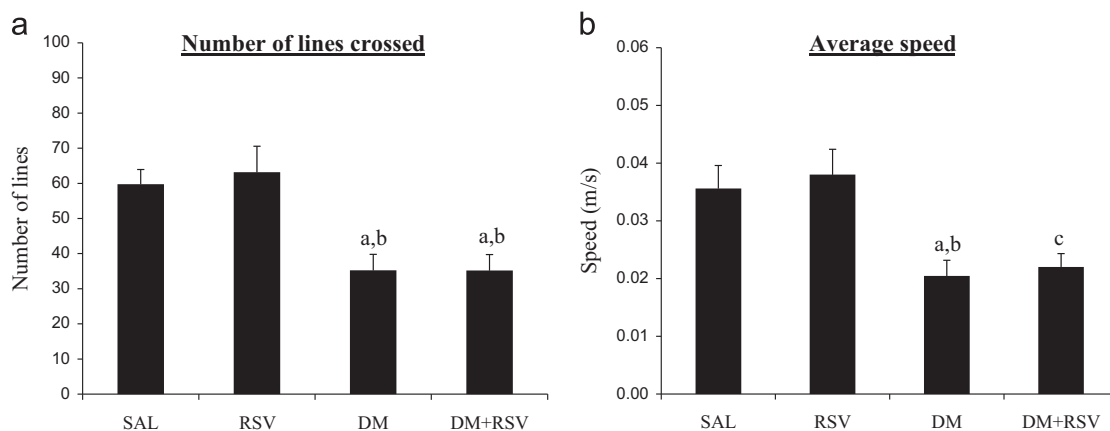 a
Number of lines crossed
100
90
80
70
60
50
40
30
20
10
0
Number of lines
a,b
a,b
SAL RSV DM DM+RSV
b
Average speed
0.06
0.05
0.04
0.03
0.02
0.01
0.00
Speed (m/s)
a,b
c
SAL RSV DM DM+RSV